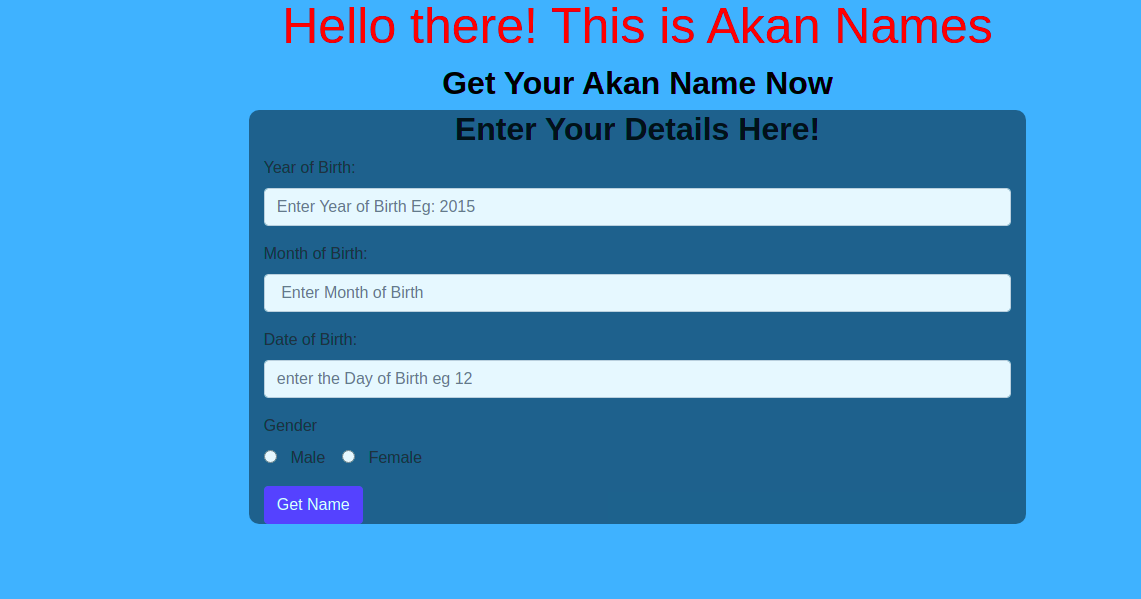 Hello there! This is Akan Names
Get Your Akan Name Now
Enter Your Details Here!
Year of Birth:
Enter Year of Birth Eg: 2015
Month of Birth:
Enter Month of Birth
Date of Birth:
enter the Day of Birth eg 12
Gender
Male Female
Get Name